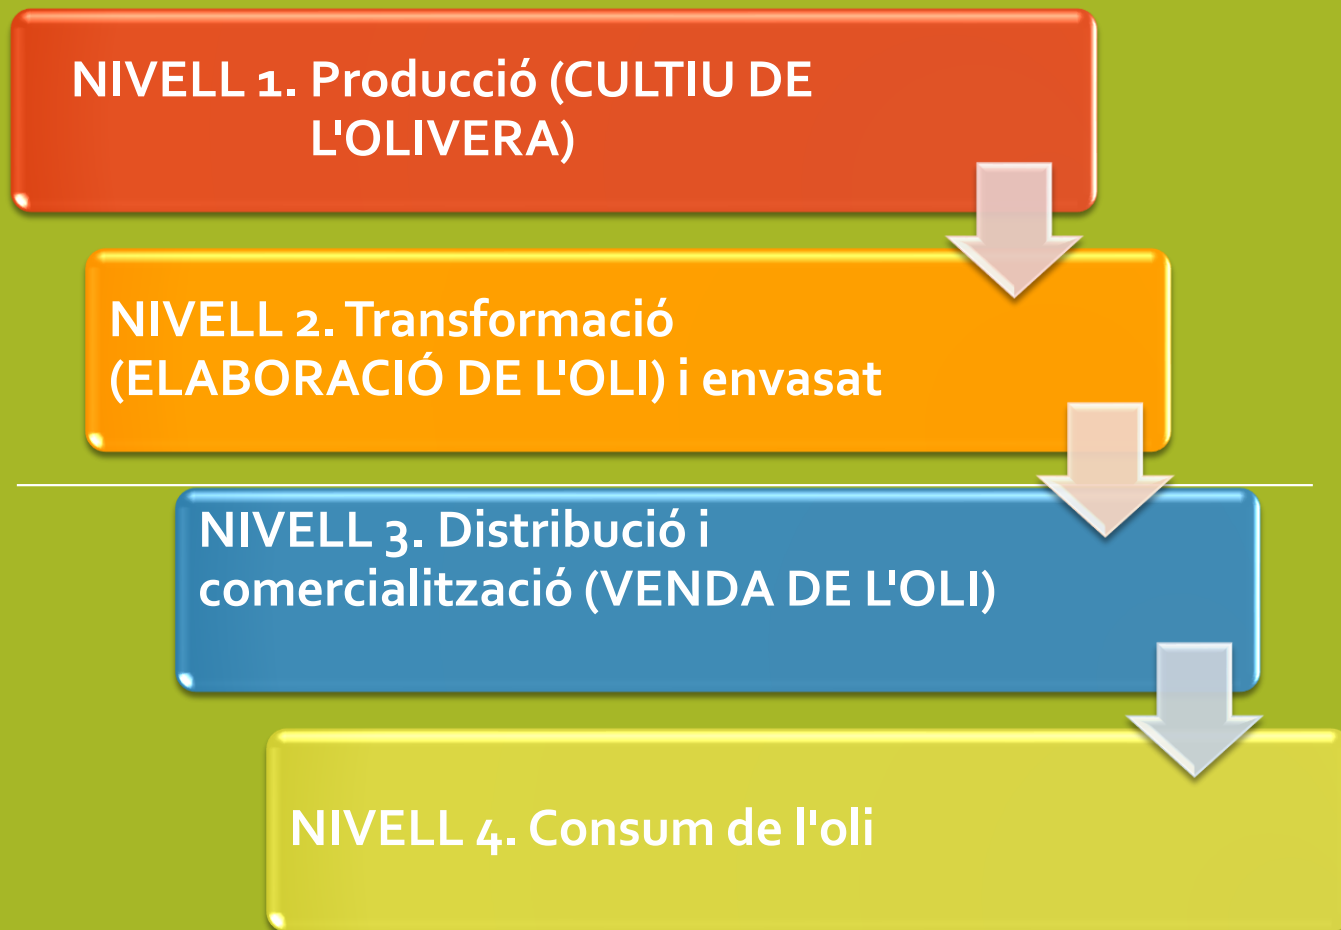 NIVELL 1. Producció (CULTIU DE
L'OLIVERA)
NIVELL 2. Transformació
(ELABORACIÓ DE L'OLI) i envasat
NIVELL 3. Distribució i
comercialització (VENDA DE L'OLI)
NIVELL 4. Consum de l'oli